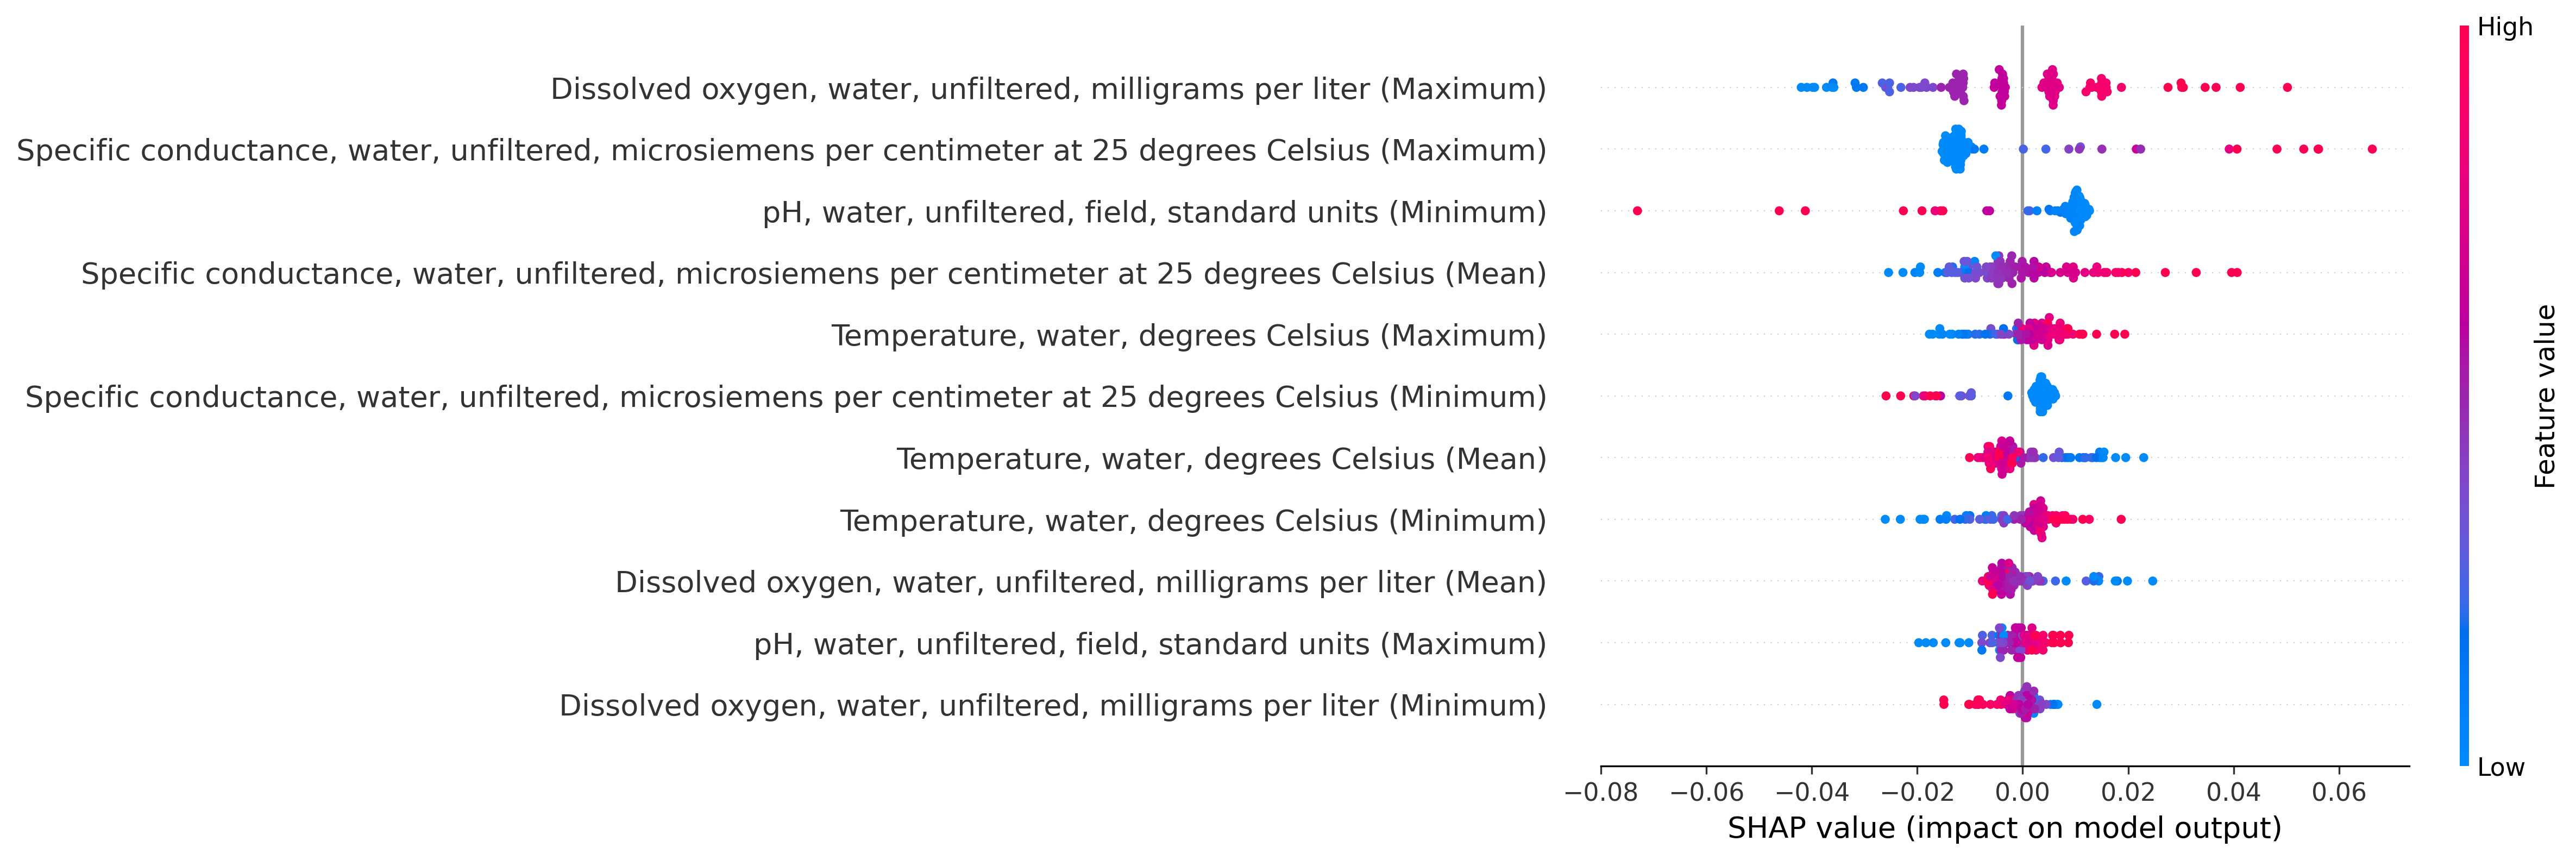 High
Dissolved oxygen, water, unfiltered, milligrams per liter (Maximum)
Specific conductance, water, unfiltered, microsiemens per centimeter at 25 degrees Celsius (Maximum)
pH, water, unfiltered, field, standard units (Minimum)
Specific conductance, water, unfiltered, microsiemens per centimeter at 25 degrees Celsius (Mean)
Temperature, water, degrees Celsius (Maximum)
Specific conductance, water, unfiltered, microsiemens per centimeter at 25 degrees Celsius (Minimum)
Temperature, water, degrees Celsius (Mean)
Temperature, water, degrees Celsius (Minimum)
Dissolved oxygen, water, unfiltered, milligrams per liter (Mean)
pH, water, unfiltered, field, standard units (Maximum)
Dissolved oxygen, water, unfiltered, milligrams per liter (Minimum)
Feature value
Low
−0.08 −0.06 −0.04 −0.02 0.00 0.02 0.04 0.06
SHAP value (impact on model output)